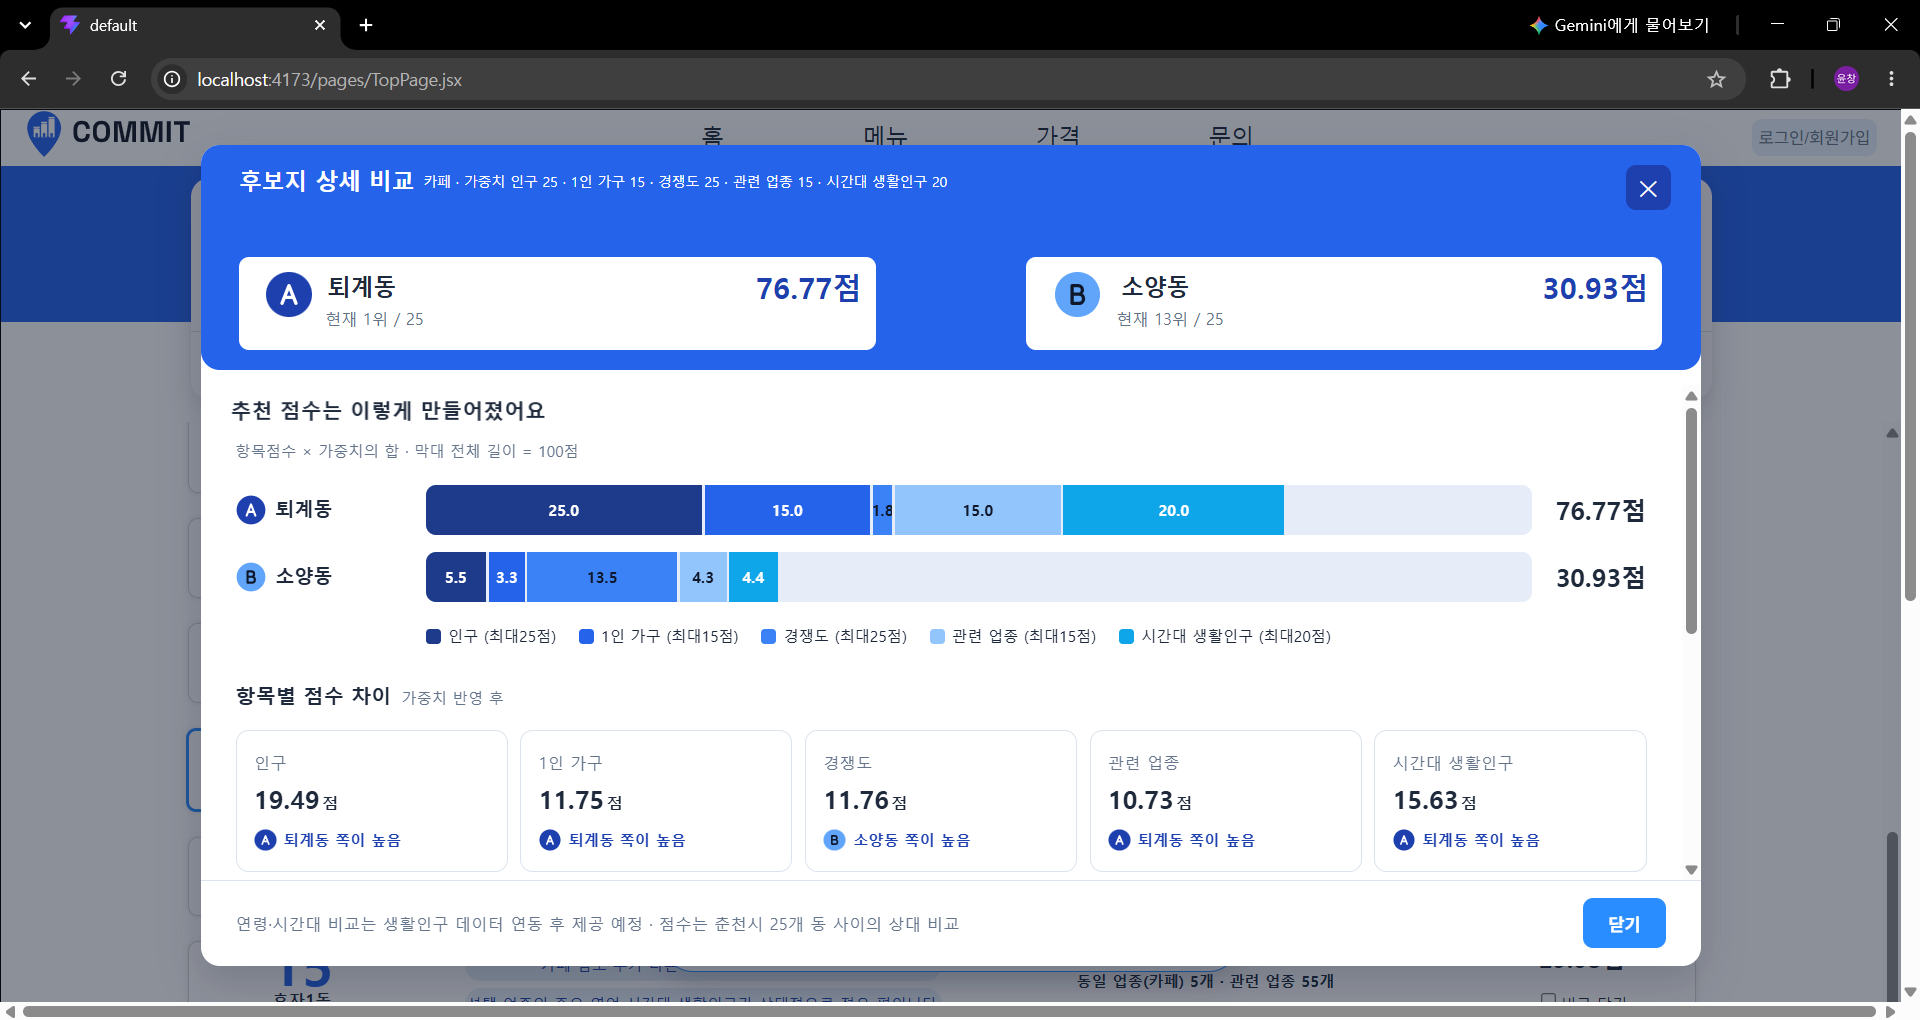 default
Gemini에게 물어보기
localhost:4173/pages/TopPage.jsx
윤창
COMMIT
홈
메뉴
가격
문의
로그인/회원가입
후보지 상세 비교 카페 · 가중치 인구 25 · 1인 가구 15 · 경쟁도 25 · 관련 업종 15 · 시간대 생활인구 20
A 퇴계동 76.77점
현재 1위 / 25
B 소양동 30.93점
현재 13위 / 25
추천 점수는 이렇게 만들어졌어요
항목점수 × 가중치의 합 · 막대 전체 길이 = 100점
A 퇴계동 25.0 15.0 1.8 15.0 20.0 76.77점
B 소양동 5.5 3.3 13.5 4.3 4.4 30.93점
인구 (최대25점) 1인 가구 (최대15점) 경쟁도 (최대25점) 관련 업종 (최대15점) 시간대 생활인구 (최대20점)
항목별 점수 차이 가중치 반영 후
인구
19.49점
A 퇴계동 쪽이 높음
1인 가구
11.75점
A 퇴계동 쪽이 높음
경쟁도
11.76점
B 소양동 쪽이 높음
관련 업종
10.73점
A 퇴계동 쪽이 높음
시간대 생활인구
15.63점
A 퇴계동 쪽이 높음
연령·시간대 비교는 생활인구 데이터 연동 후 제공 예정 · 점수는 춘천시 25개 동 사이의 상대 비교
닫기
15
동일 업종(카페) 5개 · 관련 업종 55개